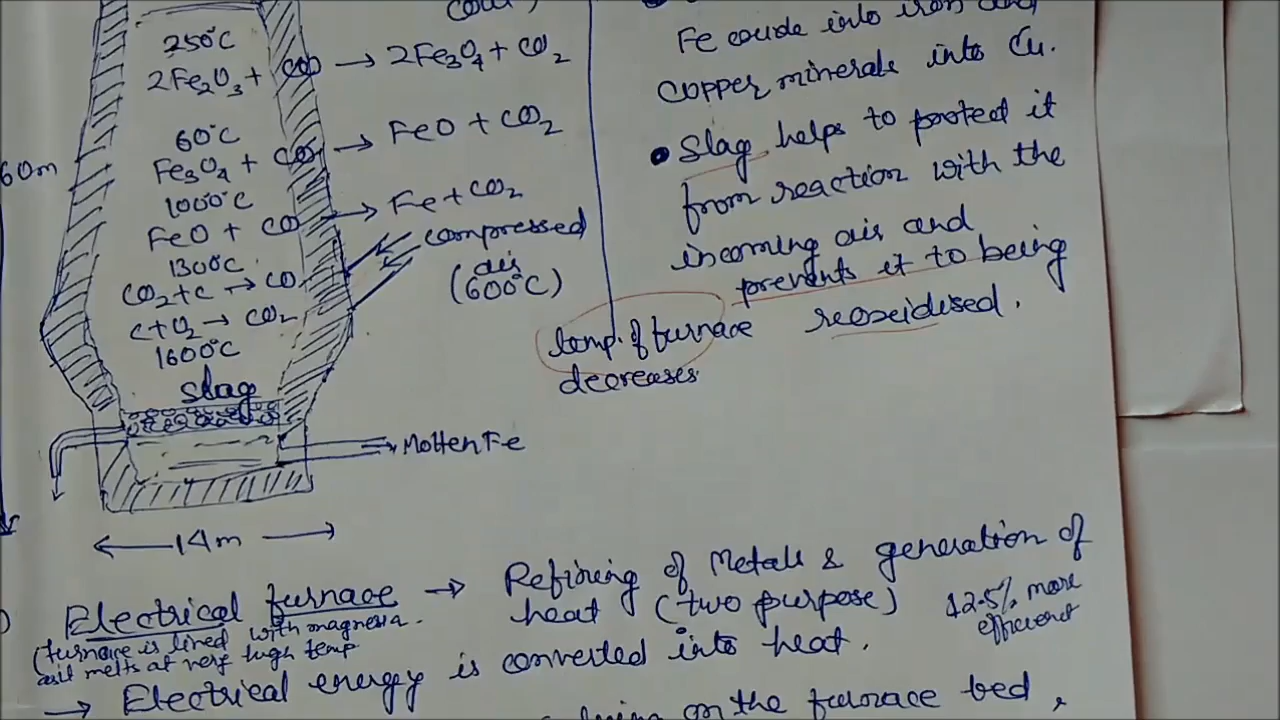 250°C
2Fe₂O₃ + CO → 2Fe₃O₄ + CO₂
60°C
Fe₃O₄ + CO → FeO + CO₂
1000°C
FeO + CO → Fe + CO₂
1300°C
CO₂ + C → CO
C + O₂ → CO₂
1600°C
Slag
60m
compressed
air
(600°C)
Molten Fe
14m
Fe oxide into iron and
copper minerals into Cu.
• Slag helps to protect it
from reaction with the
incoming air and
prevents it to being
reoxidised.
temp. of furnace
decreases
Electrical furnace → Refining of Metals & generation of
heat (two purpose)
12.5% more
efficient
(furnace is lined with magnesia.
as it melts at very high temp
→ Electrical energy is converted into heat.
on the furnace bed,